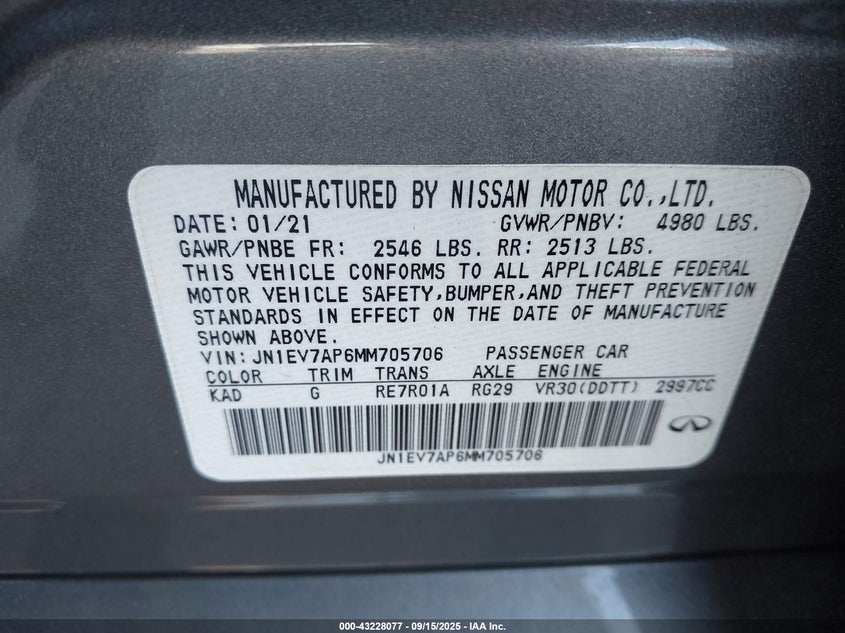 MANUFACTURED BY NISSAN MOTOR CO.,LTD.
DATE: 01/21 GVWR/PNBV: 4980 LBS.
GAWR/PNBE FR: 2546 LBS. RR: 2513 LBS.
THIS VEHICLE CONFORMS TO ALL APPLICABLE FEDERAL
MOTOR VEHICLE SAFETY,BUMPER,AND THEFT PREVENTION
STANDARDS IN EFFECT ON THE DATE OF MANUFACTURE
SHOWN ABOVE.
VIN: JN1EV7AP6MM705706 PASSENGER CAR
COLOR TRIM TRANS AXLE ENGINE
KAD G RE7R01A RG29 VR30(DDTT) 2997CC
JN1EV7AP6MM705706
000-43228077 - 09/15/2025 - IAA Inc.